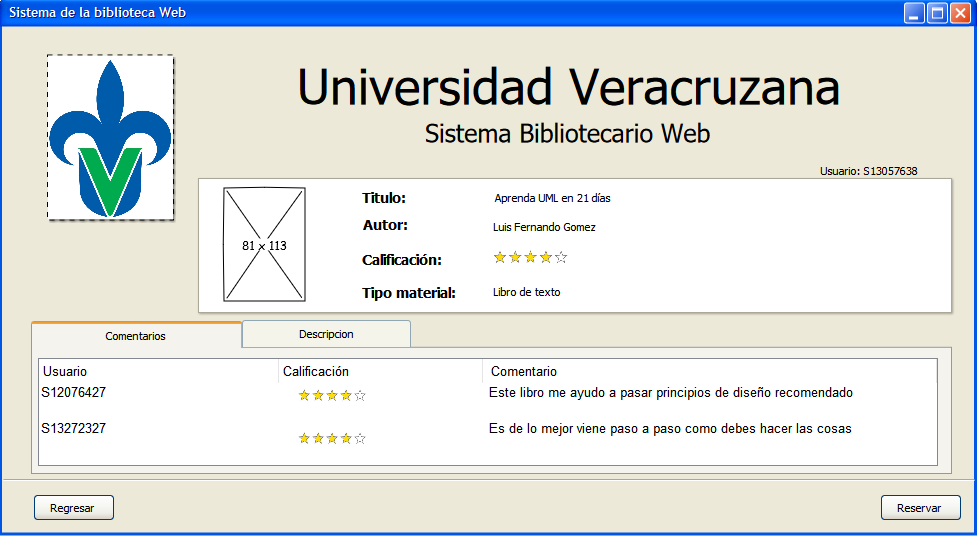 Sistema de la biblioteca Web
Universidad Veracruzana
Sistema Bibliotecario Web
Usuario: S13057638
81 x 113
Titulo: Aprenda UML en 21 días
Autor: Luis Fernando Gomez
Calificación:
Tipo material: Libro de texto
Comentarios Descripcion
Usuario Calificación Comentario
S12076427 Este libro me ayudo a pasar principios de diseño recomendado
S13272327 Es de lo mejor viene paso a paso como debes hacer las cosas
Regresar Reservar